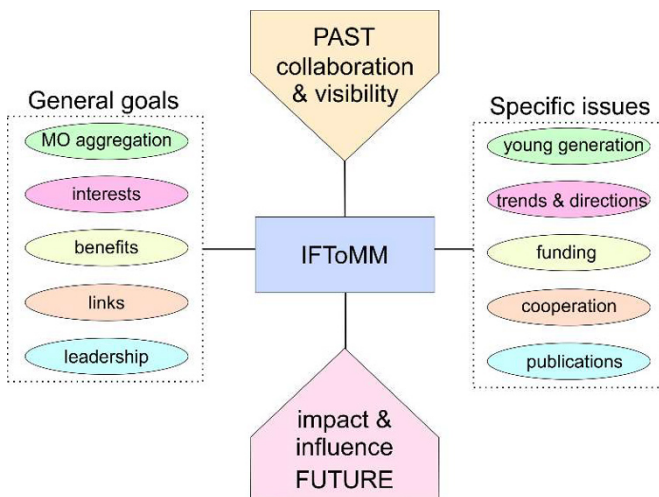 PAST
collaboration
& visibility
General goals
MO aggregation
interests
benefits
links
leadership
IFToMM
Specific issues
young generation
trends & directions
funding
cooperation
publications
impact &
influence
FUTURE